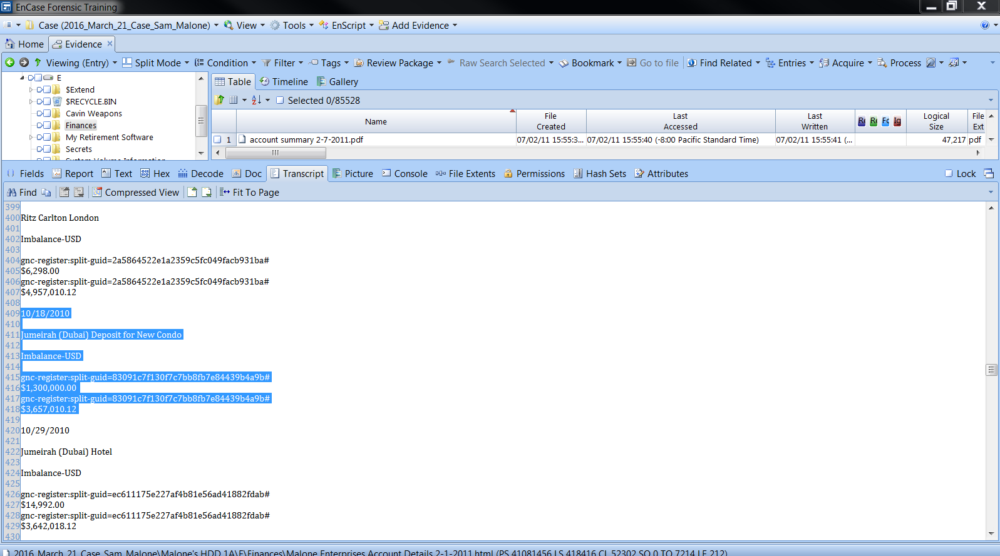 EnCase Forensic Training
Case (2016_March_21_Case_Sam_Malone) View Tools EnScript Add Evidence
Home Evidence
Viewing (Entry) Split Mode Condition Filter Tags Review Package Raw Search Selected Bookmark Go to file Find Related Entries Acquire Process
E
$Extend
$RECYCLE.BIN
Cavin Weapons
Finances
My Retirement Software
Secrets
System Volume Information
Table Timeline Gallery
Selected 0/85528
Name File Created Last Accessed Last Written Re Re Fc Ig Logical Size File Ext
1 account summary 2-7-2011.pdf 07/02/11 15:55:3... 07/02/11 15:55:40 (-8:00 Pacific Standard Time) 07/02/11 15:55:41 (... 47,217 pdf
Fields Report Text Hex Decode Doc Transcript Picture Console File Extents Permissions Hash Sets Attributes Lock
Find Compressed View Fit To Page
399
400 Ritz Carlton London
401
402 Imbalance-USD
403
404 gnc-register:split-guid=2a5864522e1a2359c5fc049facb931ba#
405 $6,298.00
406 gnc-register:split-guid=2a5864522e1a2359c5fc049facb931ba#
407 $4,957,010.12
408
409 10/18/2010
410
411 Jumeirah (Dubai) Deposit for New Condo
412
413 Imbalance-USD
414
415 gnc-register:split-guid=83091c7f130f7c7bb8fb7e84439b4a9b#
416 $1,300,000.00
417 gnc-register:split-guid=83091c7f130f7c7bb8fb7e84439b4a9b#
418 $3,657,010.12
419
420 10/29/2010
421
422 Jumeirah (Dubai) Hotel
423
424 Imbalance-USD
425
426 gnc-register:split-guid=ec611175e227af4b81e56ad41882fdab#
427 $14,992.00
428 gnc-register:split-guid=ec611175e227af4b81e56ad41882fdab#
429 $3,642,018.12
430
2016_March_21_Case_Sam_Malone\Malone's HDD 1A\E\Finances\Malone Enterprises Account Details 2-1-2011.html (PS 41081456 LS 418416 CL 52302 SO 0 TO 7214 LE 212)